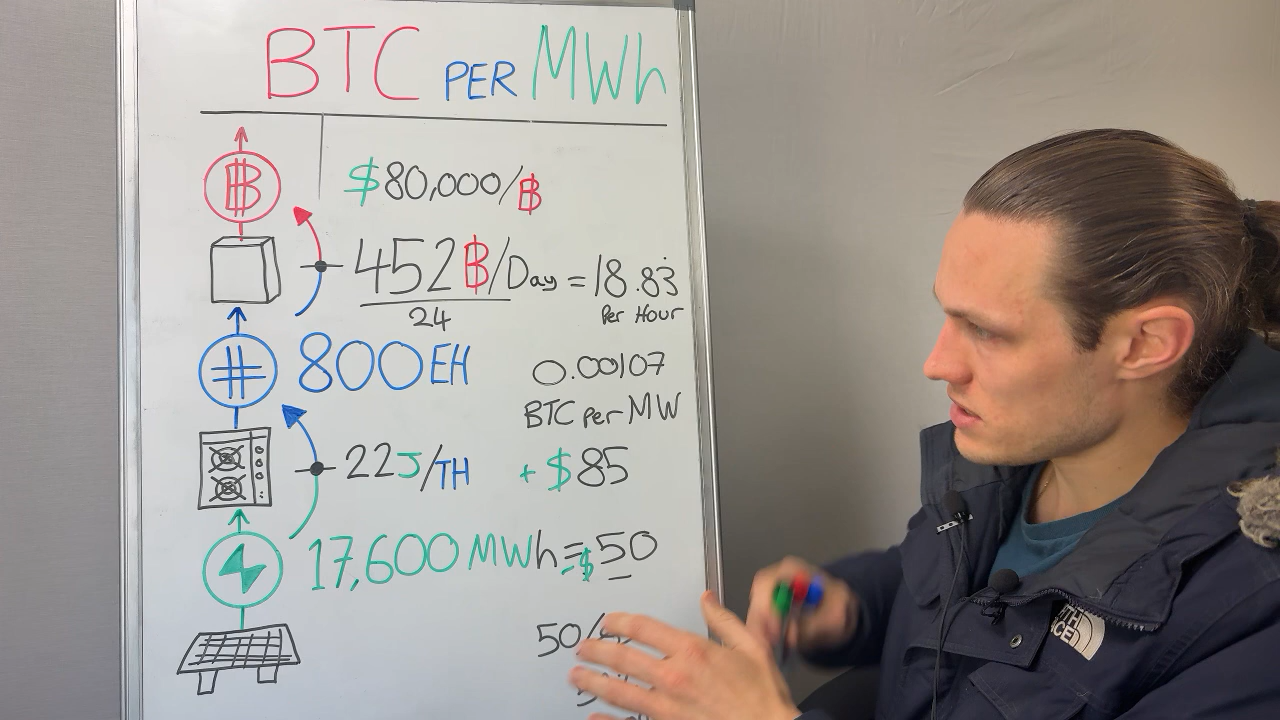 BTC PER MWh
$80,000/₿
₿
452₿/Day = 18.83̇
24
Per Hour
# 800EH
0.00107
BTC per MW
22J/TH
+ $85
17,600 MWh = -$50
50/
NORTH
FACE